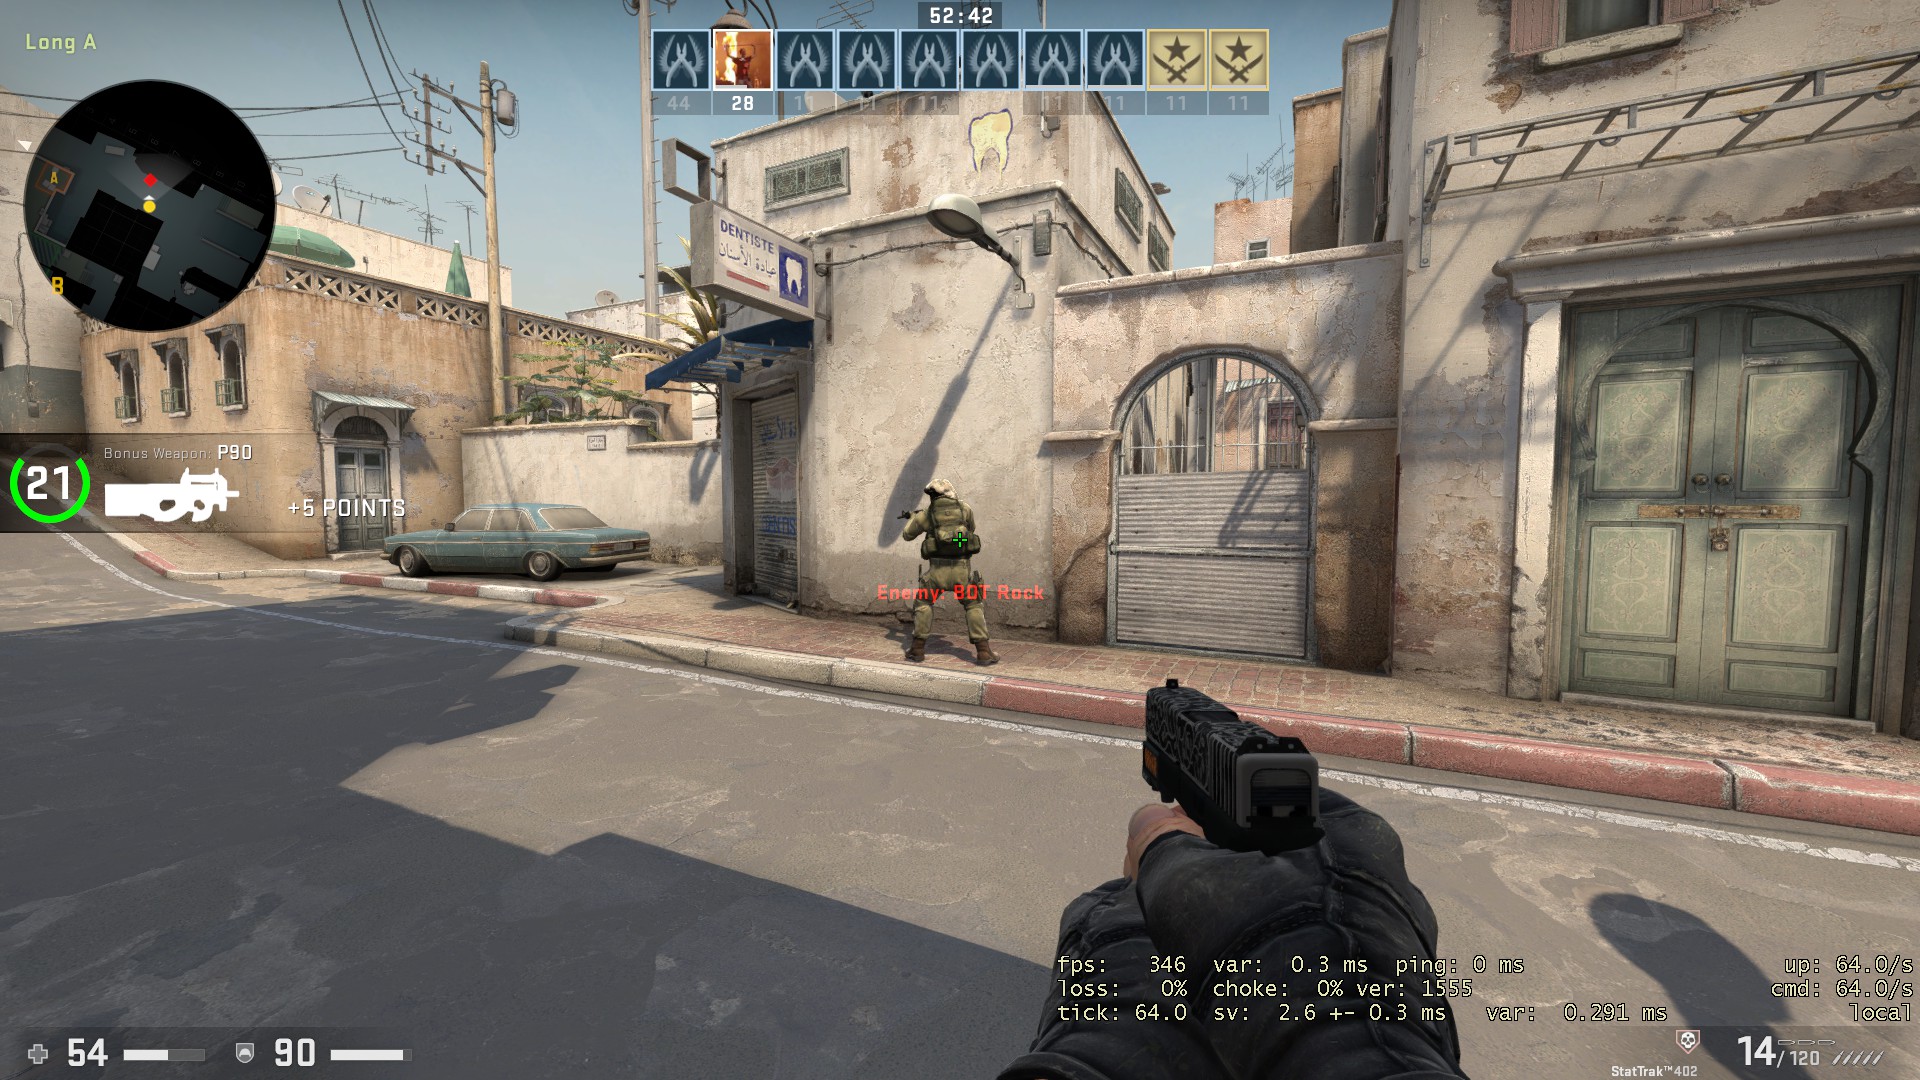 52:42
Long A
44 28 11 11 11 11 11 11 11
A
B
DENTISTE
عيادة الأسنان
Bonus Weapon: P90
21
+5 POINTS
Enemy: BOT Rock
fps: 346 var: 0.3 ms ping: 0 ms
up: 64.0/s
loss: 0% choke: 0% ver: 1555
cmd: 64.0/s
tick: 64.0 sv: 2.6 +- 0.3 ms var: 0.291 ms
local
54
90
14/ 120
StatTrak™402